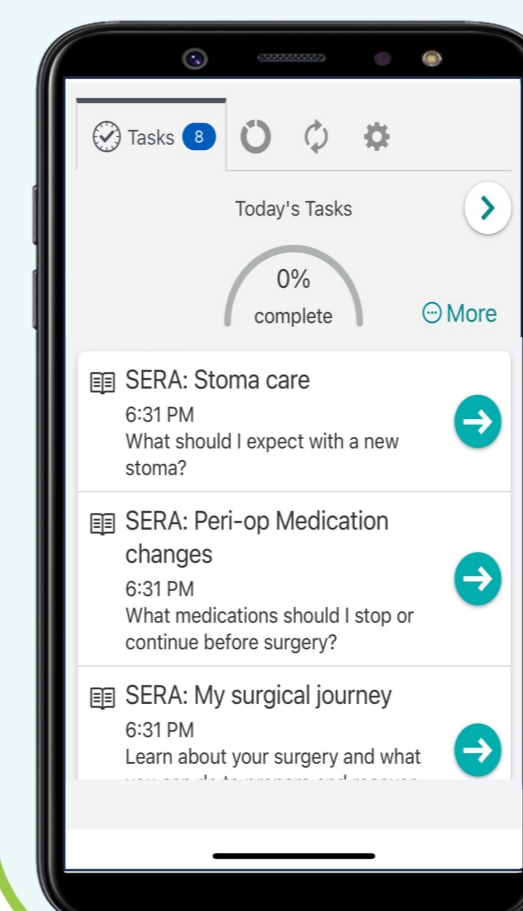 Tasks 8
Today's Tasks
0%
complete
More
SERA: Stoma care
6:31 PM
What should I expect with a new
stoma?
SERA: Peri-op Medication
changes
6:31 PM
What medications should I stop or
continue before surgery?
SERA: My surgical journey
6:31 PM
Learn about your surgery and what